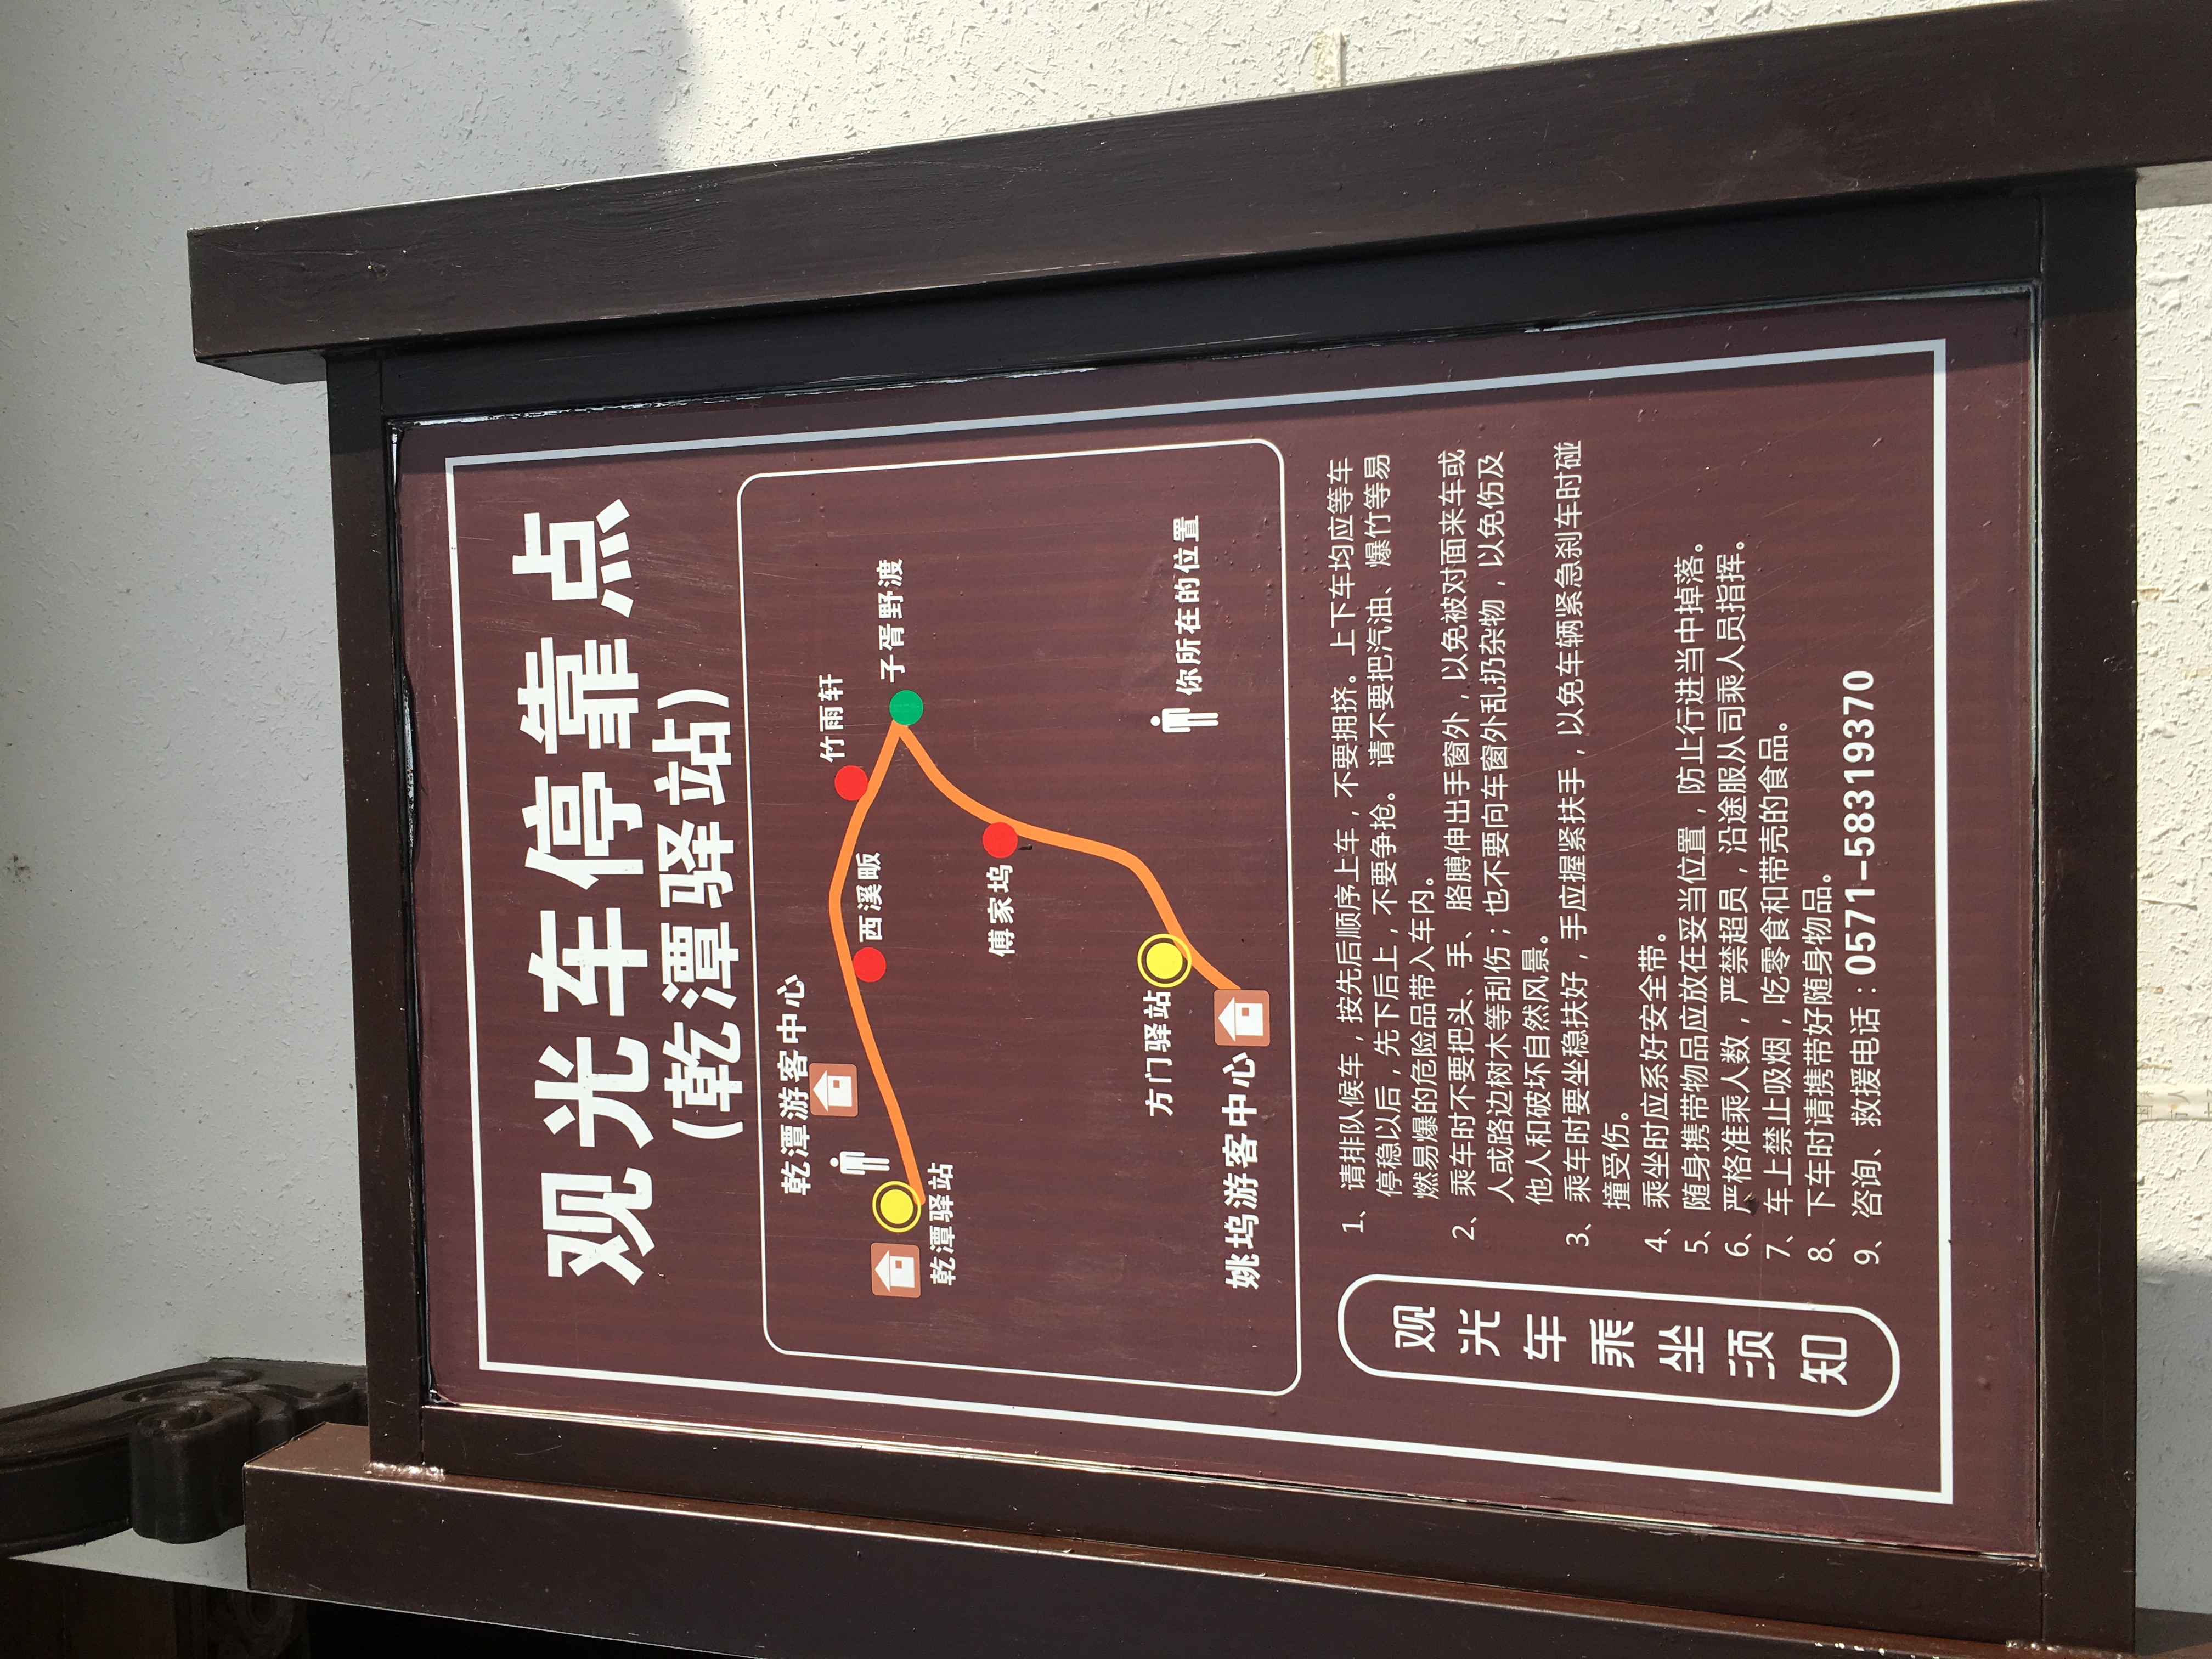 观光车停靠点
(乾潭驿站)
乾潭游客中心
竹雨轩
西溪畈
子胥野渡
乾潭驿站
傅家坞
方门驿站
姚坞游客中心
你所在的位置
观光车乘坐须知
1、请排队候车，按先后顺序上车，不要拥挤。上下车均应等车
停稳以后，先下后上，不要争抢。请不要把汽油、爆竹等易
燃易爆的危险品带入车内。
2、乘车时不要把头、手、胳膊伸出手窗外，以免被对面来车或
人或路边树木等刮伤；也不要向车窗外乱扔杂物，以免伤及
他人和破坏自然风景。
3、乘车时要坐稳扶好，手应握紧扶手，以免车辆紧急刹车时碰
撞受伤。
4、乘坐时应系好安全带。
5、随身携带物品应放在妥当位置，防止行进当中掉落。
6、严格准乘人数，严禁超员，沿途服从司乘人员指挥。
7、车上禁止吸烟，吃零食和带壳的食品。
8、下车时请携带好随身物品。
9、咨询、救援电话：0571-58319370